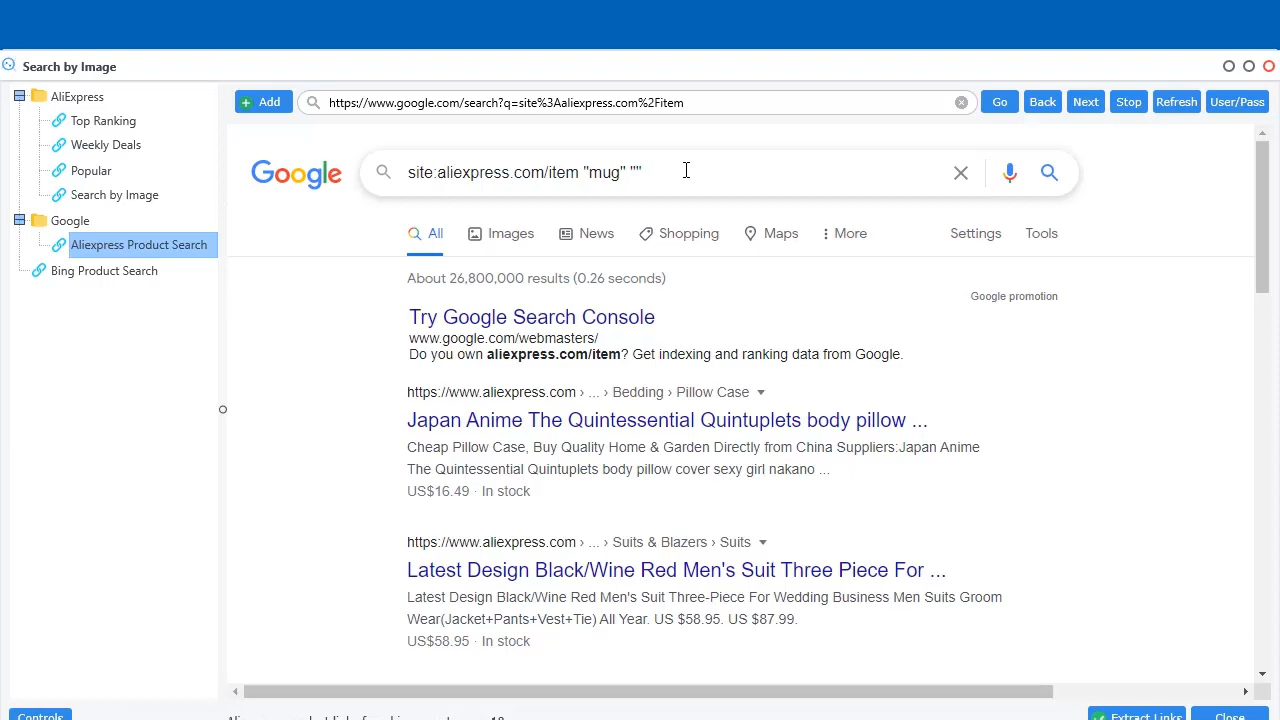 Search by Image
AliExpress
Top Ranking
Weekly Deals
Popular
Search by Image
Google
Aliexpress Product Search
Bing Product Search
Add
https://www.google.com/search?q=site%3Aaliexpress.com%2Fitem
Go
Back
Next
Stop
Refresh
User/Pass
Google
site:aliexpress.com/item "mug" ""
All
Images
News
Shopping
Maps
More
Settings
Tools
About 26,800,000 results (0.26 seconds)
Google promotion
Try Google Search Console
www.google.com/webmasters/
Do you own aliexpress.com/item? Get indexing and ranking data from Google.
https://www.aliexpress.com › ... › Bedding › Pillow Case
Japan Anime The Quintessential Quintuplets body pillow ...
Cheap Pillow Case, Buy Quality Home & Garden Directly from China Suppliers:Japan Anime
The Quintessential Quintuplets body pillow cover sexy girl nakano ...
US$16.49 · In stock
https://www.aliexpress.com › ... › Suits & Blazers › Suits
Latest Design Black/Wine Red Men's Suit Three Piece For ...
Latest Design Black/Wine Red Men's Suit Three-Piece For Wedding Business Men Suits Groom
Wear(Jacket+Pants+Vest+Tie) All Year. US $58.95. US $87.99.
US$58.95 · In stock
Controls
Extract Links
Close